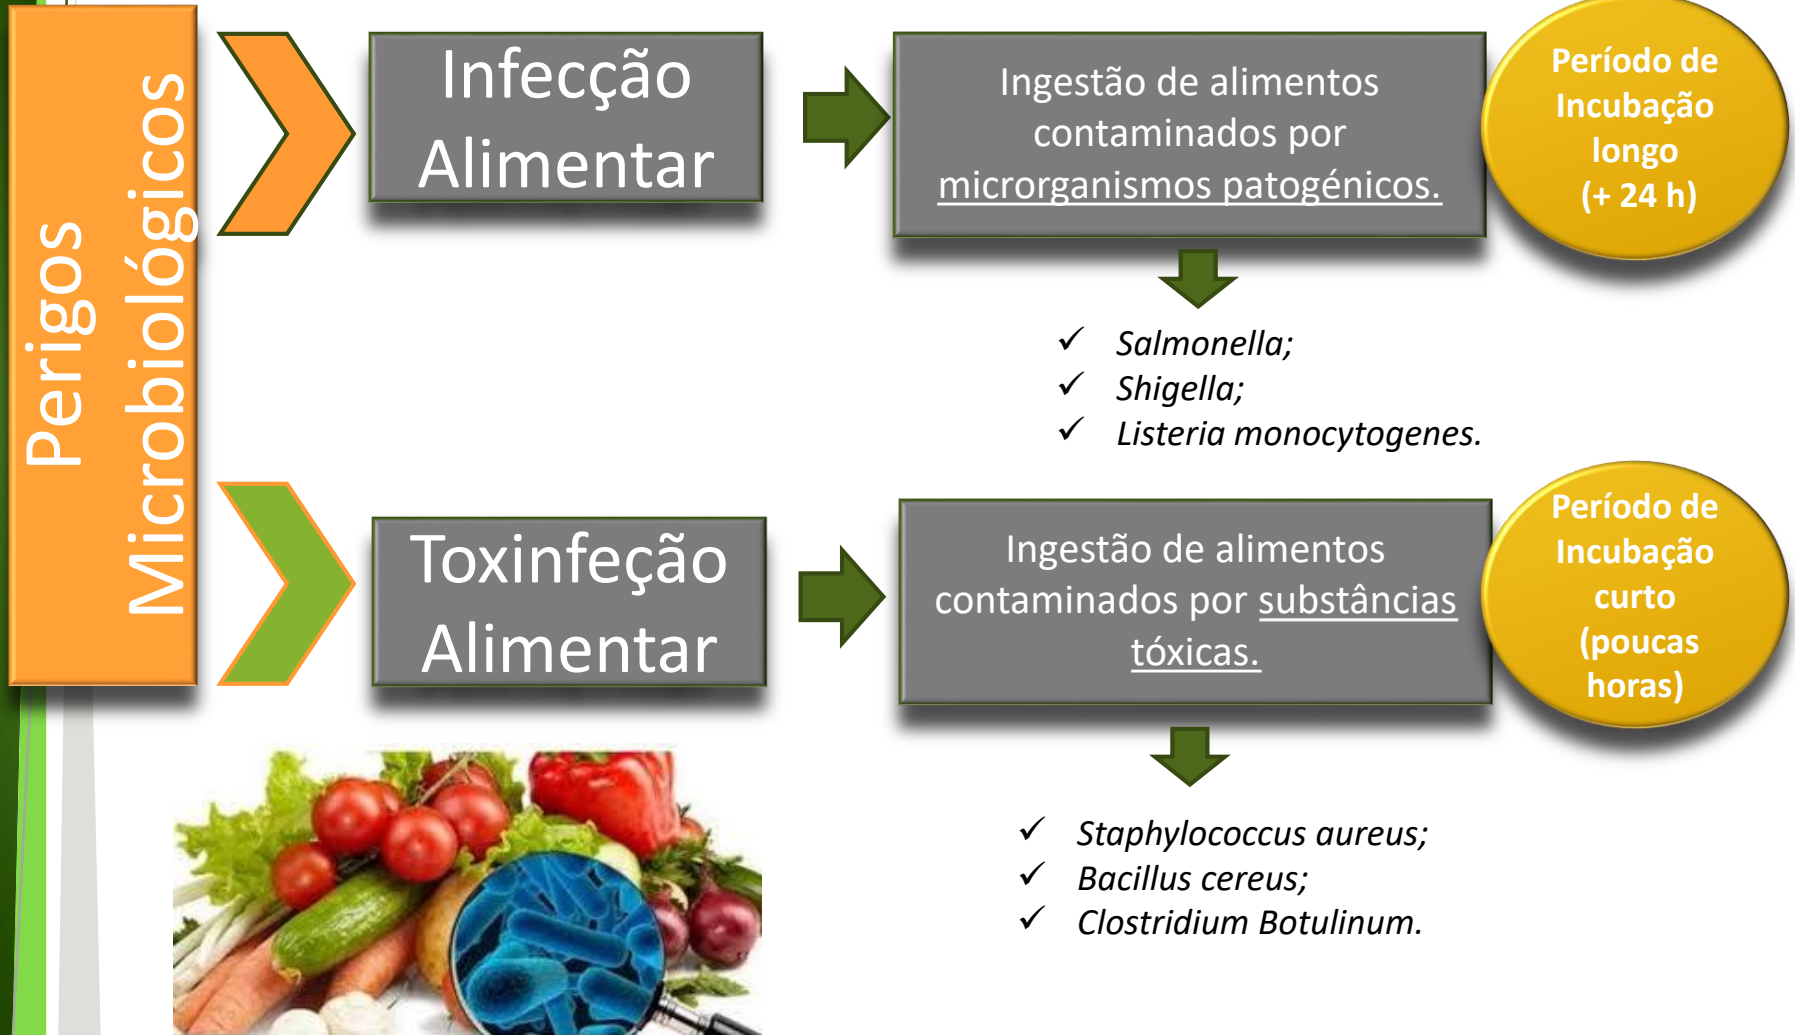 Perigos
Microbiológicos
Infecção
Alimentar
Ingestão de alimentos
contaminados por
microrganismos patogénicos.
Período de
Incubação
longo
(+ 24 h)
✓ Salmonella;
✓ Shigella;
✓ Listeria monocytogenes.
Toxinfeção
Alimentar
Ingestão de alimentos
contaminados por substâncias
tóxicas.
Período de
Incubação
curto
(poucas
horas)
✓ Staphylococcus aureus;
✓ Bacillus cereus;
✓ Clostridium Botulinum.